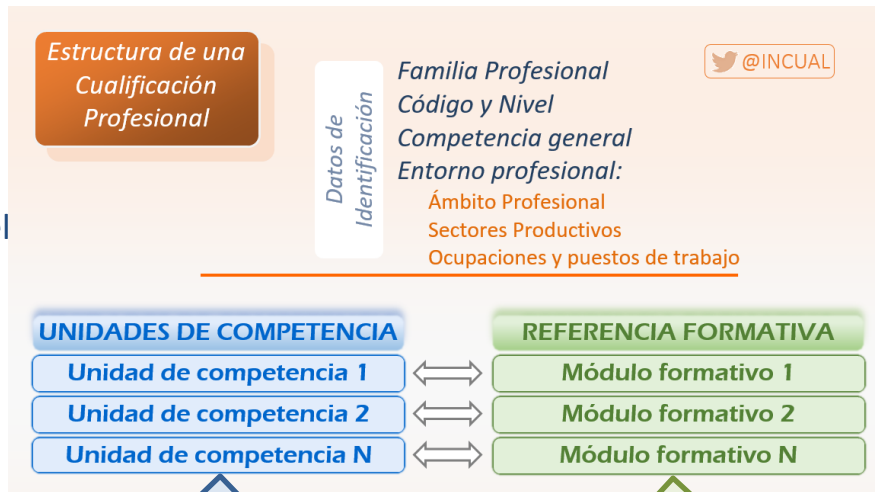 Estructura de una
Cualificación
Profesional
Datos de
Identificación
Familia Profesional
Código y Nivel
Competencia general
Entorno profesional:
Ámbito Profesional
Sectores Productivos
Ocupaciones y puestos de trabajo
@INCUAL
UNIDADES DE COMPETENCIA
Unidad de competencia 1
Unidad de competencia 2
Unidad de competencia N
REFERENCIA FORMATIVA
Módulo formativo 1
Módulo formativo 2
Módulo formativo N